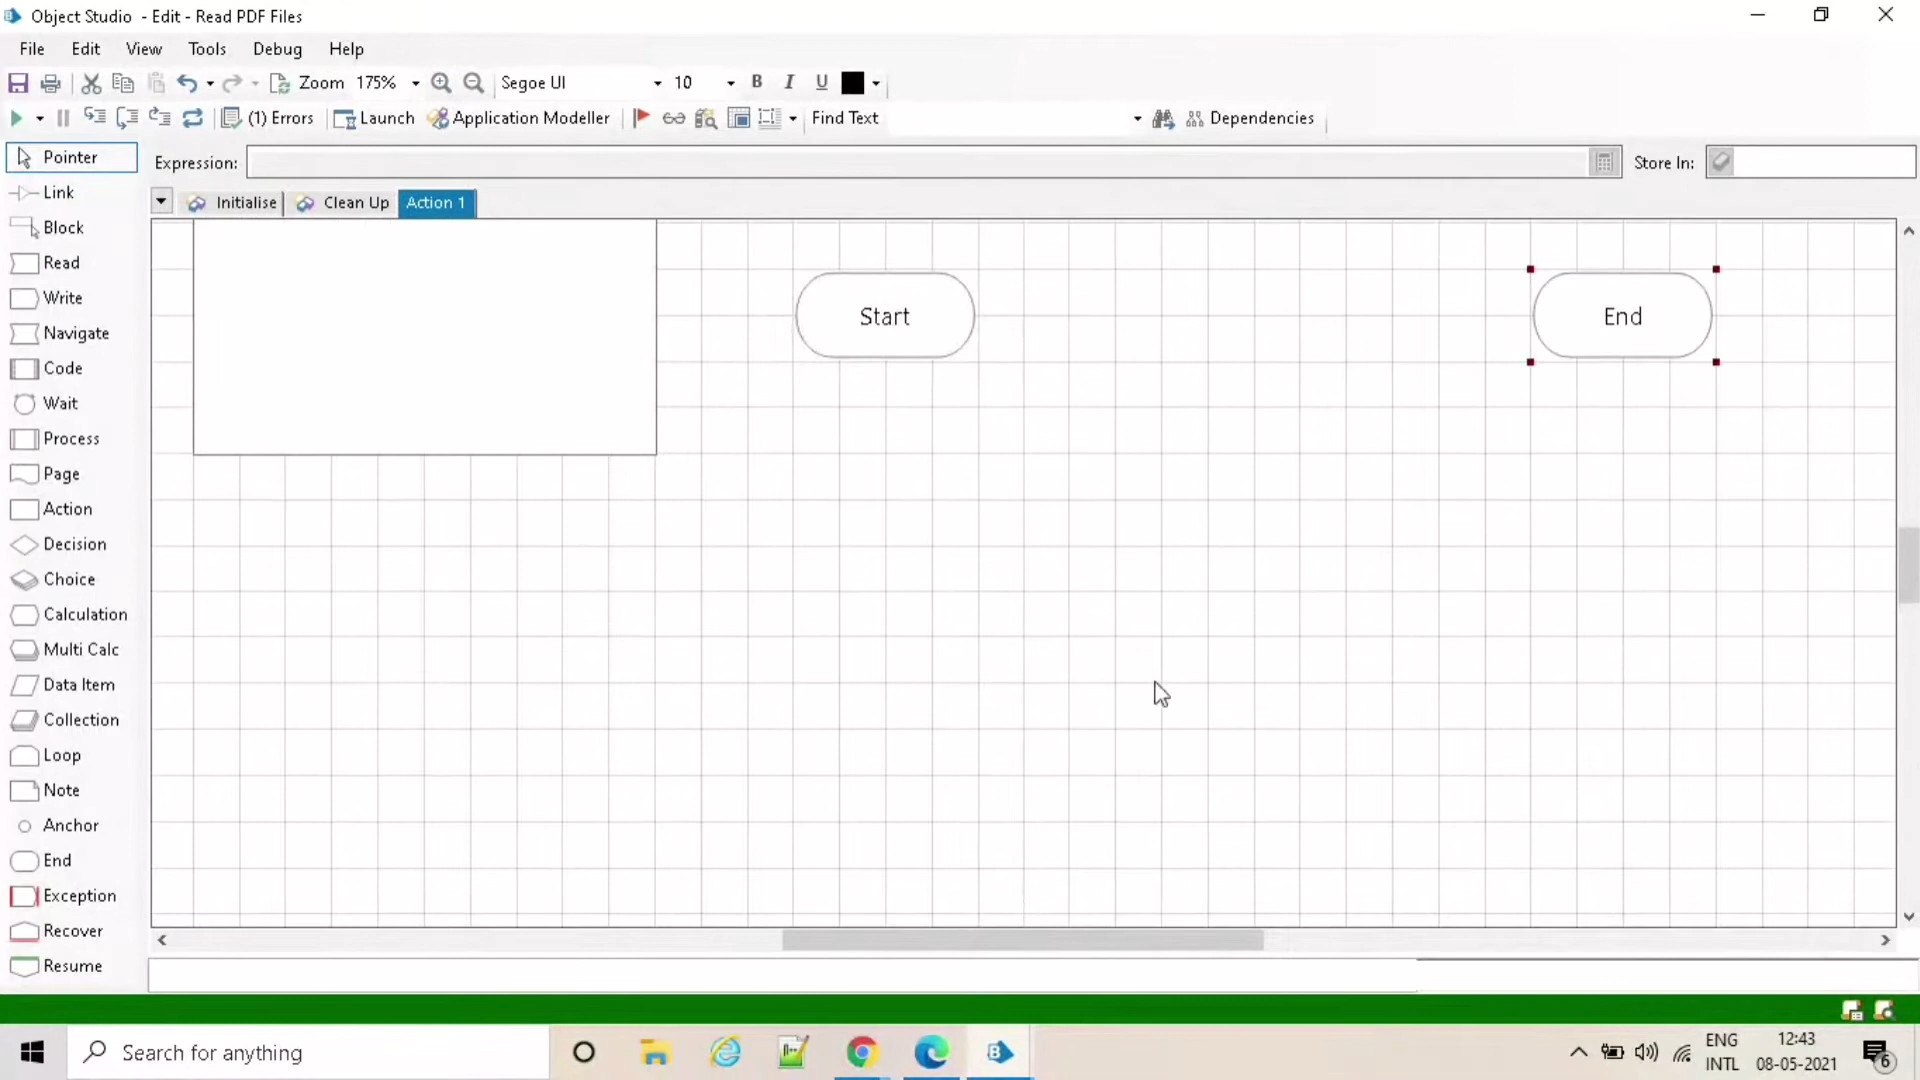 Object Studio - Edit - Read PDF Files
File Edit View Tools Debug Help
Zoom 175% Segoe UI 10 B I U
(1) Errors Launch Application Modeller Find Text Dependencies
Pointer
Expression: Store In:
Initialise Clean Up Action 1
Link
Block
Read
Write
Navigate
Code
Wait
Process
Page
Action
Decision
Choice
Calculation
Multi Calc
Data Item
Collection
Loop
Note
Anchor
End
Exception
Recover
Resume
Start
End
Search for anything
ENG
INTL
12:43
08-05-2021
6